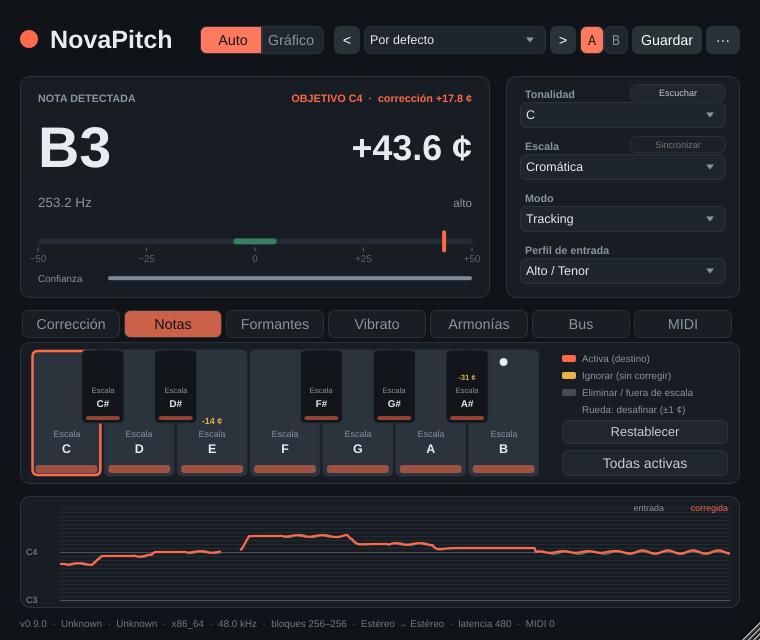 NovaPitch
Auto Gráfico < Por defecto > A B Guardar ···
NOTA DETECTADA OBJETIVO C4 · corrección +17.8 ¢
B3 +43.6 ¢
253.2 Hz alto
−50 −25 0 +25 +50
Confianza
Tonalidad Escuchar
C
Escala Sincronizar
Cromática
Modo
Tracking
Perfil de entrada
Alto / Tenor
Corrección Notas Formantes Vibrato Armonías Bus MIDI
-31 ¢
Escala Escala Escala Escala Escala
C# D# F# G# A#
-14 ¢
Escala Escala Escala Escala Escala Escala Escala
C D E F G A B
Activa (destino)
Ignorar (sin corregir)
Eliminar / fuera de escala
Rueda: desafinar (±1 ¢)
Restablecer
Todas activas
entrada corregida
C4
C3
v0.9.0 · Unknown · Unknown · x86_64 · 48.0 kHz · bloques 256–256 · Estéreo → Estéreo · latencia 480 · MIDI 0